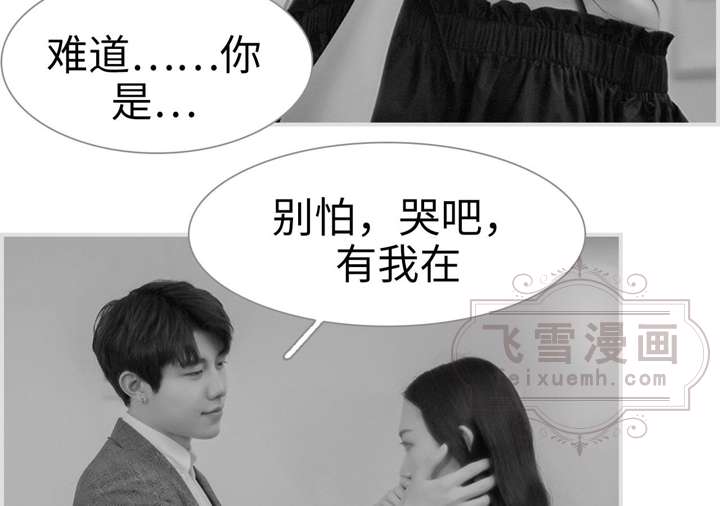 难道……你
是…
别怕，哭吧，
有我在
飞雪漫画
eixuemh.com